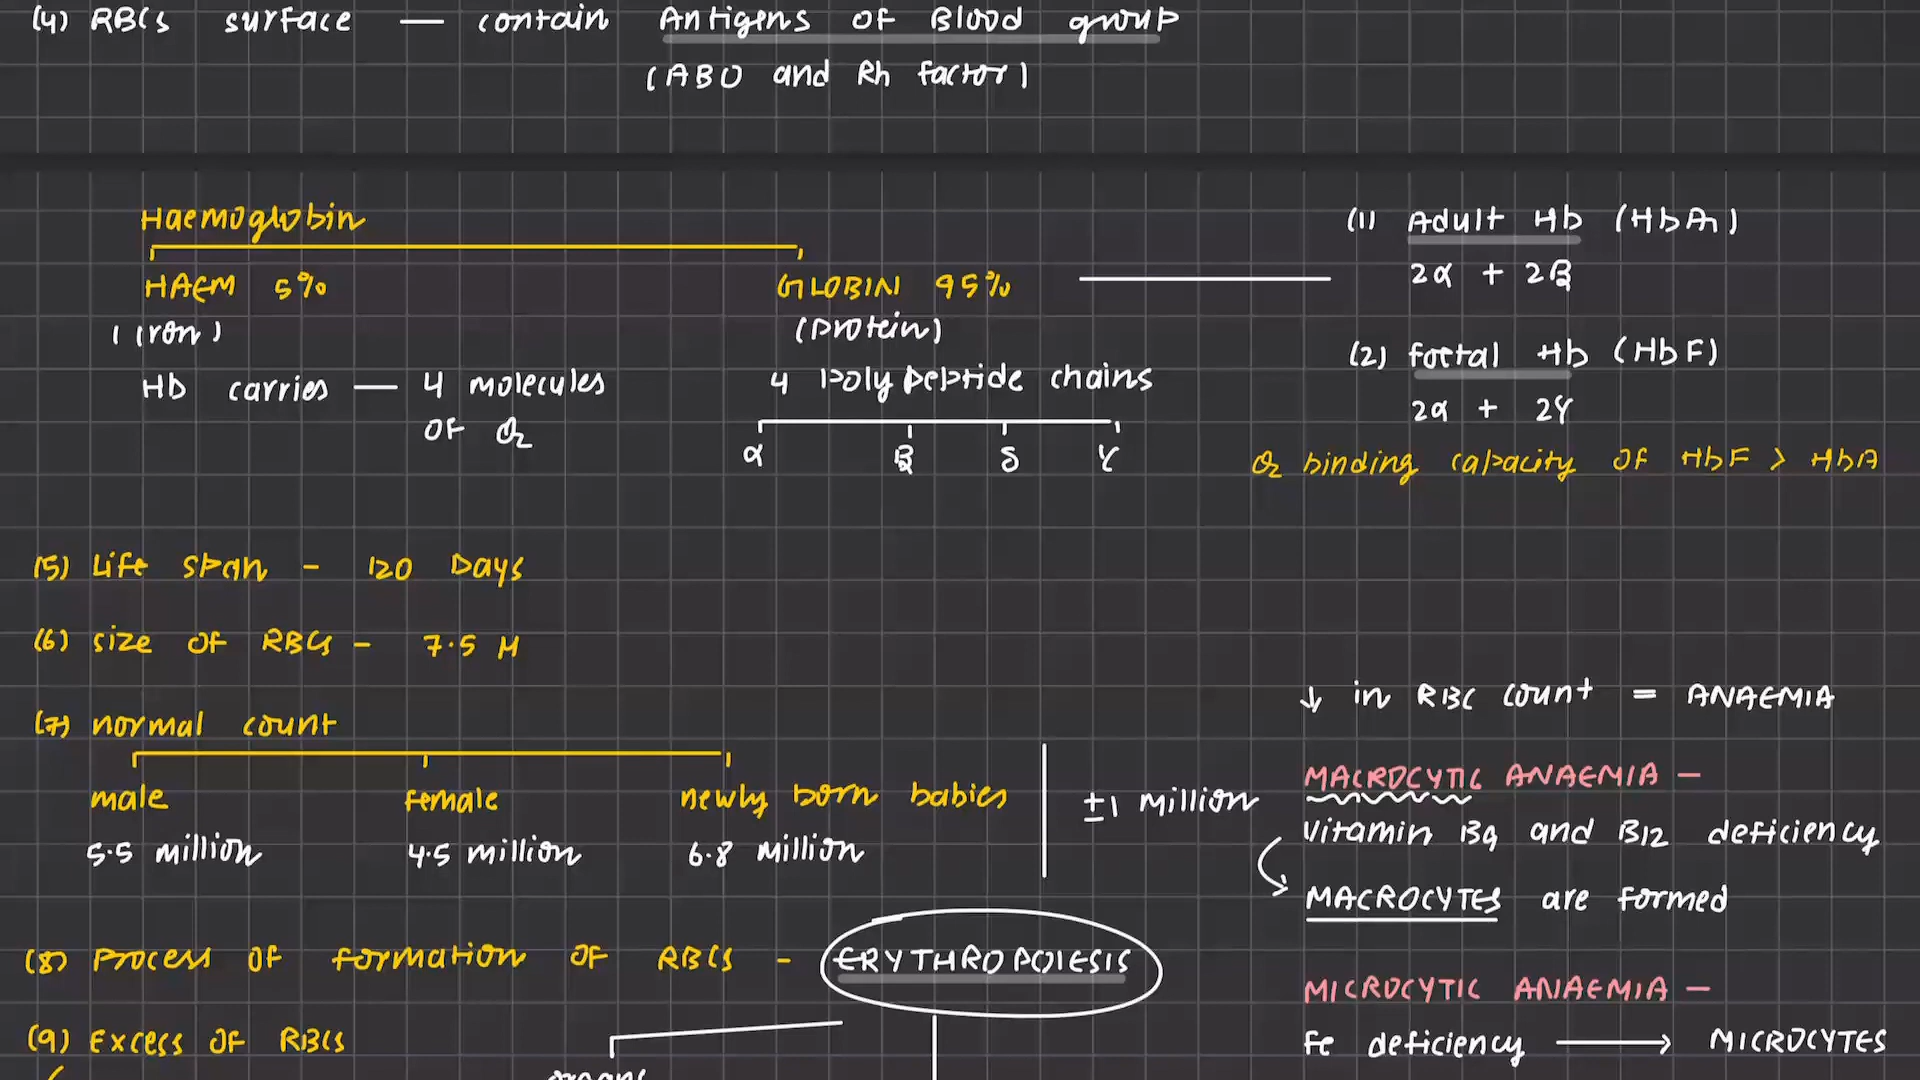 (4) RBCs surface — contain Antigens of Blood group
(ABO and Rh factor)
Haemoglobin
HAEM 5%
(Iron)
Hb carries — 4 molecules
of O₂
GLOBIN 95%
(protein)
4 Polypeptide chains
α β δ γ
(1) Adult Hb (HbA₁)
2α + 2β
(2) foetal Hb (HbF)
2α + 2γ
O₂ binding capacity of HbF > HbA
(5) Life span - 120 Days
(6) size of RBCs - 7.5 μ
(7) normal count
male female newly born babies
5.5 million 4.5 million 6.8 million
±1 million
↓ in RBC count = ANAEMIA
MACROCYTIC ANAEMIA —
Vitamin B9 and B12 deficiency
MACROCYTES are formed
(8) Process of formation of RBCs - ERYTHROPOIESIS
MICROCYTIC ANAEMIA —
Fe deficiency → MICROCYTES
(9) Excess of RBCs